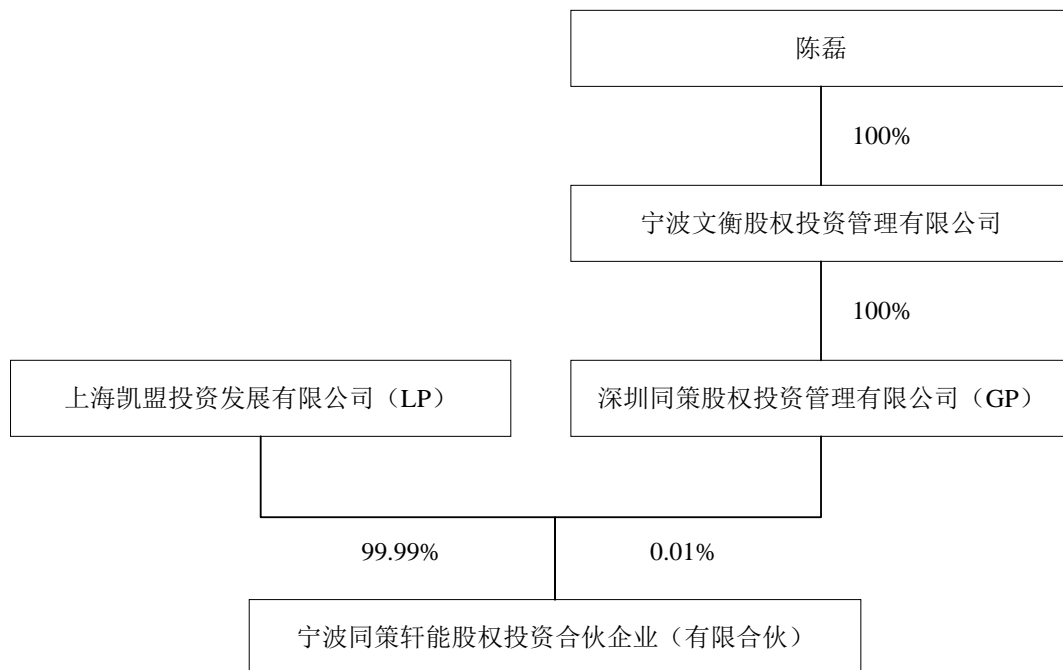 陈磊
100%
宁波文衡股权投资管理有限公司
100%
上海凯盟投资发展有限公司（LP）
深圳同策股权投资管理有限公司（GP）
99.99%
0.01%
宁波同策轩能股权投资合伙企业（有限合伙）